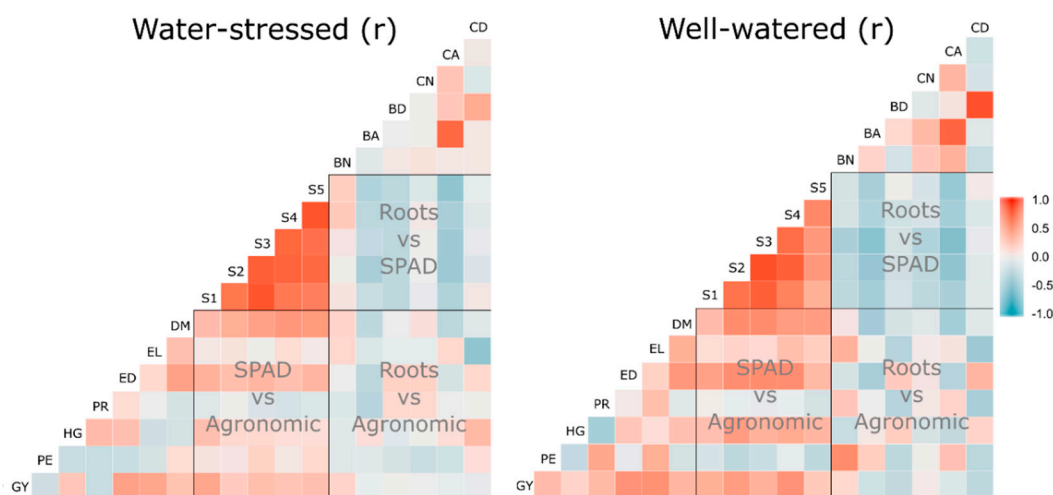 Water-stressed (r)
CD
CA
CN
BD
BA
BN
S5
S4
S3
S2
S1
DM
EL
ED
PR
HG
PE
GY
Roots
vs
SPAD
SPAD
vs
Agronomic
Roots
vs
Agronomic
Well-watered (r)
CD
CA
CN
BD
BA
BN
S5
S4
S3
S2
S1
DM
EL
ED
PR
HG
PE
GY
Roots
vs
SPAD
SPAD
vs
Agronomic
Roots
vs
Agronomic
1.0
0.5
0.0
-0.5
-1.0